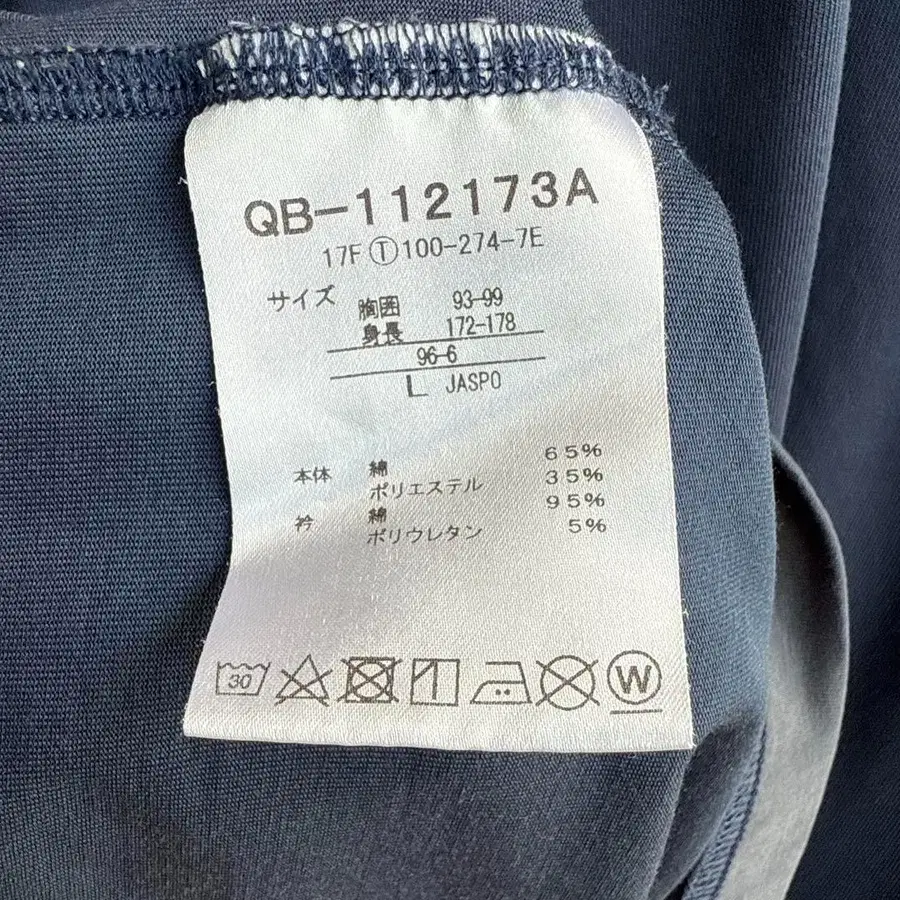 QB-112173A
17F Ⓣ100-274-7E
サイズ 胸囲 93-99
身長 172-178
96-6
L JASPO
本体 綿 65%
ポリエステル 35%
衿 綿 95%
ポリウレタン 5%
30 W